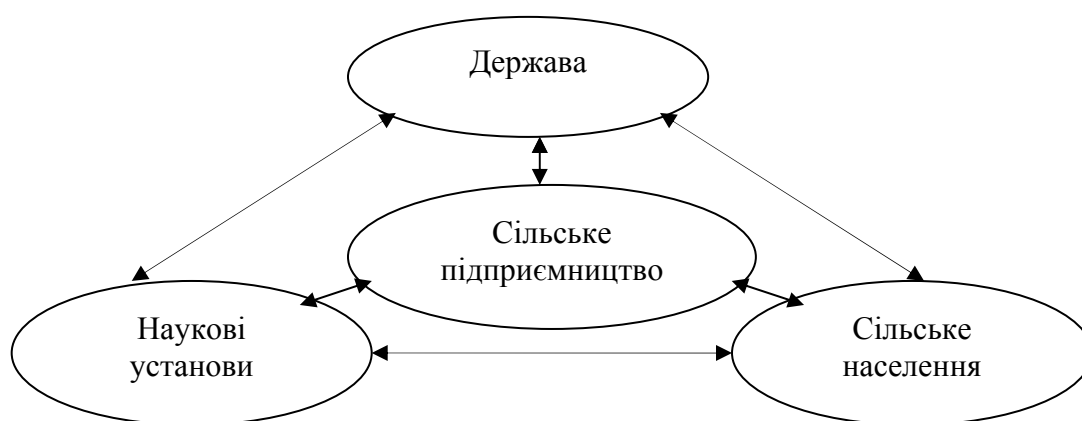 Держава
Сільське
підприємництво
Наукові
установи
Сільське
населення